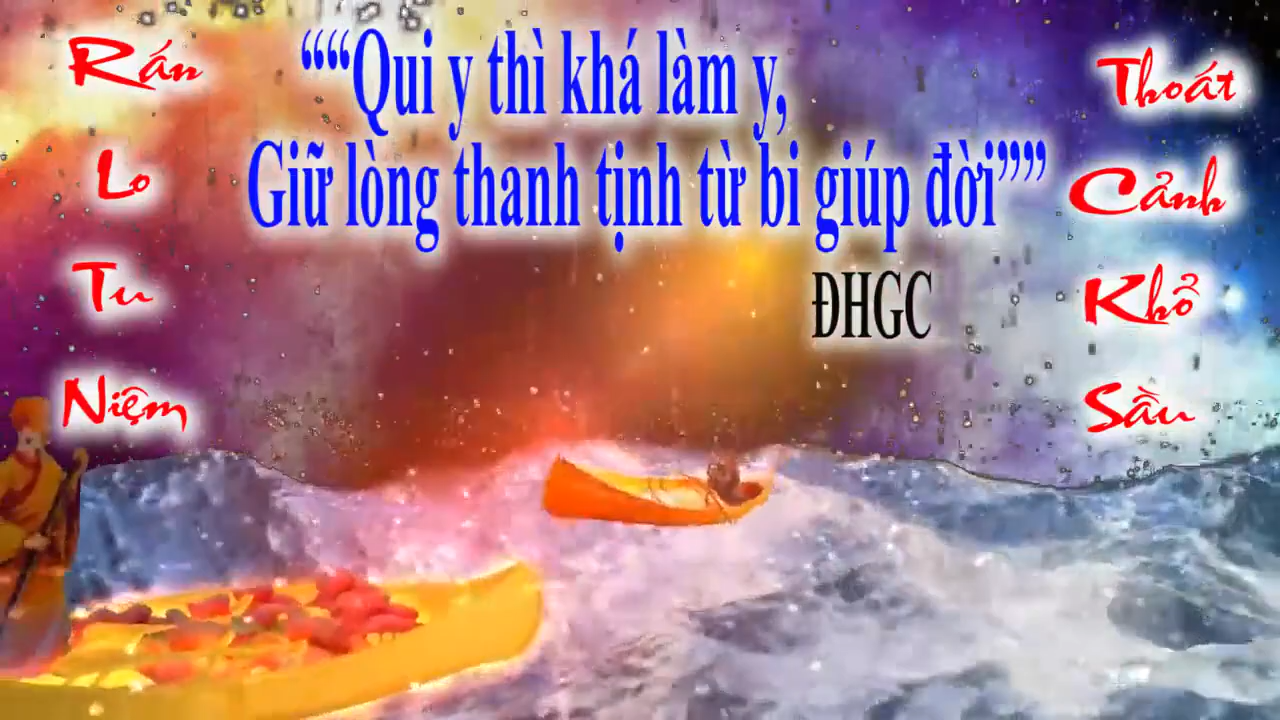 ““Qui y thì khá làm y,
Giữ lòng thanh tịnh từ bi giúp đời””
ĐHGC
Rấn
Lo
Tu
Niệm
Thoát
Cảnh
Khổ
Sầu